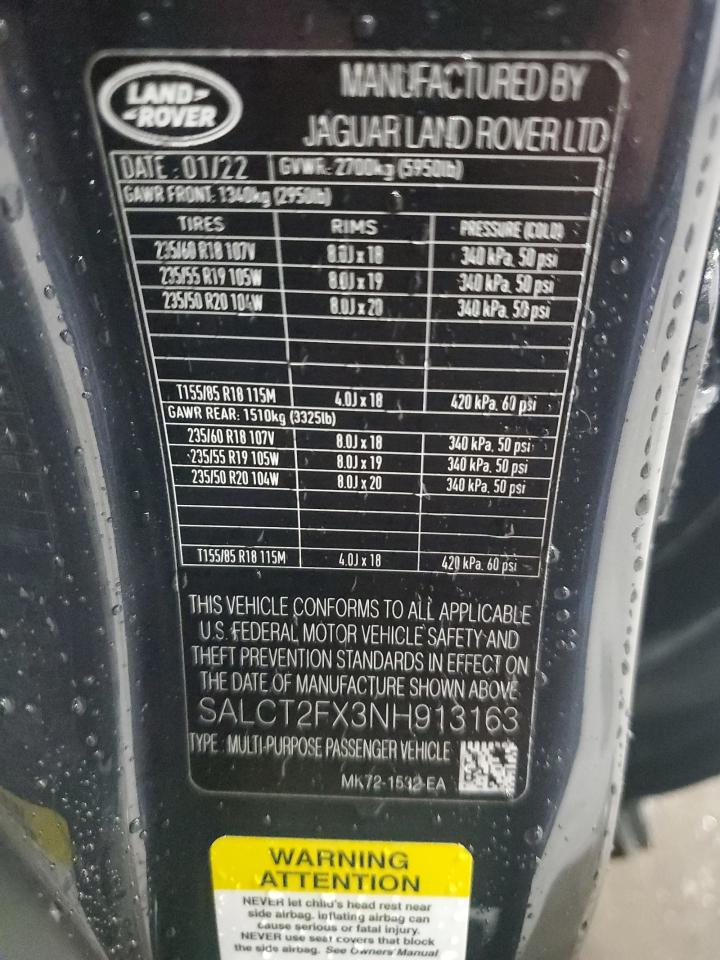 LAND-
-ROVER
MANUFACTURED BY
JAGUAR LAND ROVER LTD
DATE : 01/22 GVWR: 2700kg (5950lb)
GAWR FRONT: 1340kg (2950lb)
TIRES RIMS PRESSURE (COLD)
235/60 R18 107V 8.0J x 18 340 kPa, 50 psi
235/55 R19 105W 8.0J x 19 340 kPa, 50 psi
235/50 R20 104W 8.0J x 20 340 kPa, 50 psi
T155/85 R18 115M 4.0J x 18 420 kPa, 60 psi
GAWR REAR: 1510kg (3325lb)
235/60 R18 107V 8.0J x 18 340 kPa, 50 psi
235/55 R19 105W 8.0J x 19 340 kPa, 50 psi
235/50 R20 104W 8.0J x 20 340 kPa, 50 psi
T155/85 R18 115M 4.0J x 18 420 kPa, 60 psi
THIS VEHICLE CONFORMS TO ALL APPLICABLE
U.S. FEDERAL MOTOR VEHICLE SAFETY AND
THEFT PREVENTION STANDARDS IN EFFECT ON
THE DATE OF MANUFACTURE SHOWN ABOVE
SALCT2FX3NH913163
TYPE : MULTI-PURPOSE PASSENGER VEHICLE
MK72-1532-EA
WARNING
ATTENTION
NEVER let child's head rest near
side airbag. inflating airbag can
cause serious or fatal injury.
NEVER use seat covers that block
the side airbag. See Owners Manual